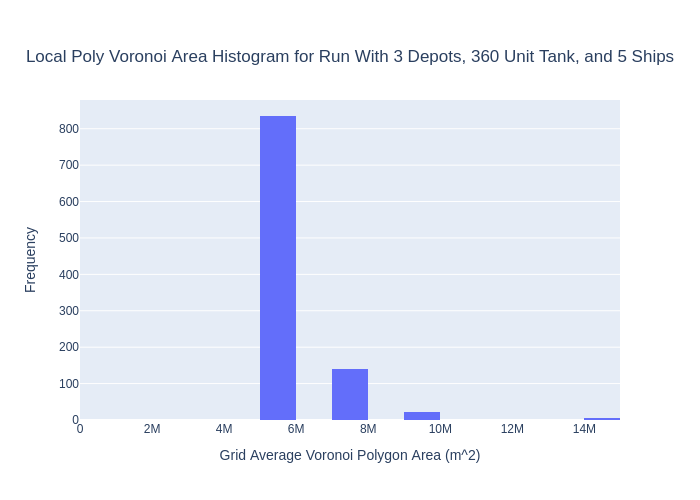 Local Poly Voronoi Area Histogram for Run With 3 Depots, 360 Unit Tank, and 5 Ships
800
700
600
500
400
300
200
100
0
Frequency
0 2M 4M 6M 8M 10M 12M 14M
Grid Average Voronoi Polygon Area (m^2)